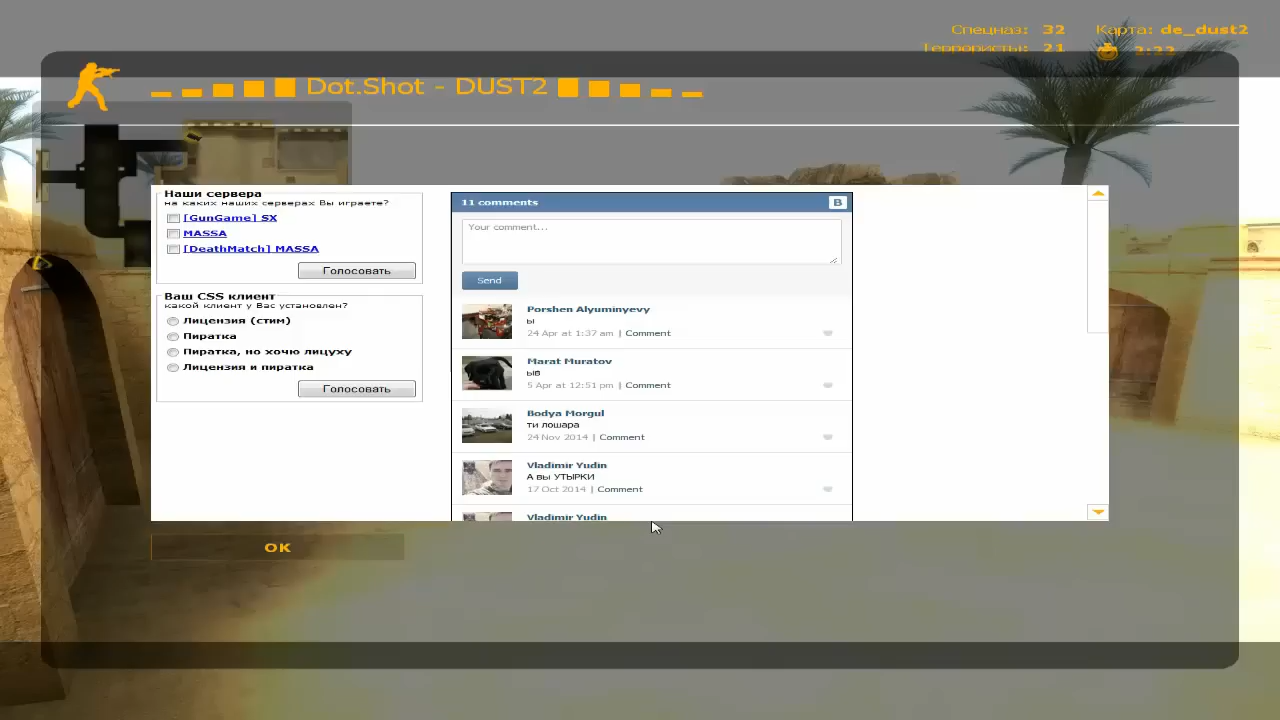 Спецназ: 32 Карта: de_dust2
Террористы: 21 2:22
Dot.Shot - DUST2
Наши сервера
на каких наших серверах Вы играете?
[GunGame] SX
MASSA
[DeathMatch] MASSA
Голосовать
Ваш CSS клиент
какой клиент у Вас установлен?
Лицензия (стим)
Пиратка
Пиратка, но хочю лицуху
Лицензия и пиратка
Голосовать
11 comments B
Your comment...
Send
Porshen Alyuminyevy
ы
24 Apr at 1:37 am | Comment
Marat Muratov
ыв
5 Apr at 12:51 pm | Comment
Bodya Morgul
ти лошара
24 Nov 2014 | Comment
Vladimir Yudin
А вы УТЫРКИ
17 Oct 2014 | Comment
Vladimir Yudin
OK